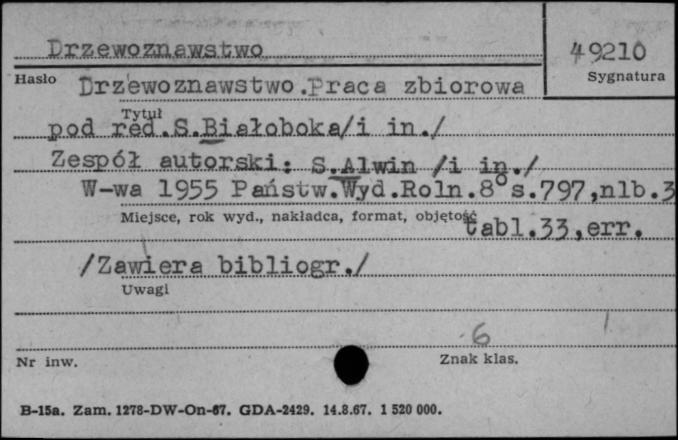 Drzewoznawstwo
49210
Hasło
Sygnatura
Drzewoznawstwo.Praca zbiorowa
Tytuł
pod red.S.Białoboka/i in./
Zespół autorski: S.Alwin /i in./
W-wa 1955 Państw.Wyd.Roln.8° s.797,nlb.3
Miejsce, rok wyd., nakładca, format, objętość
tabl.33,err.
/Zawiera bibliogr./
Uwagi
6
Nr inw.
Znak klas.
B-15a. Zam. 1278-DW-On-67. GDA-2429. 14.8.67. 1 520 000.